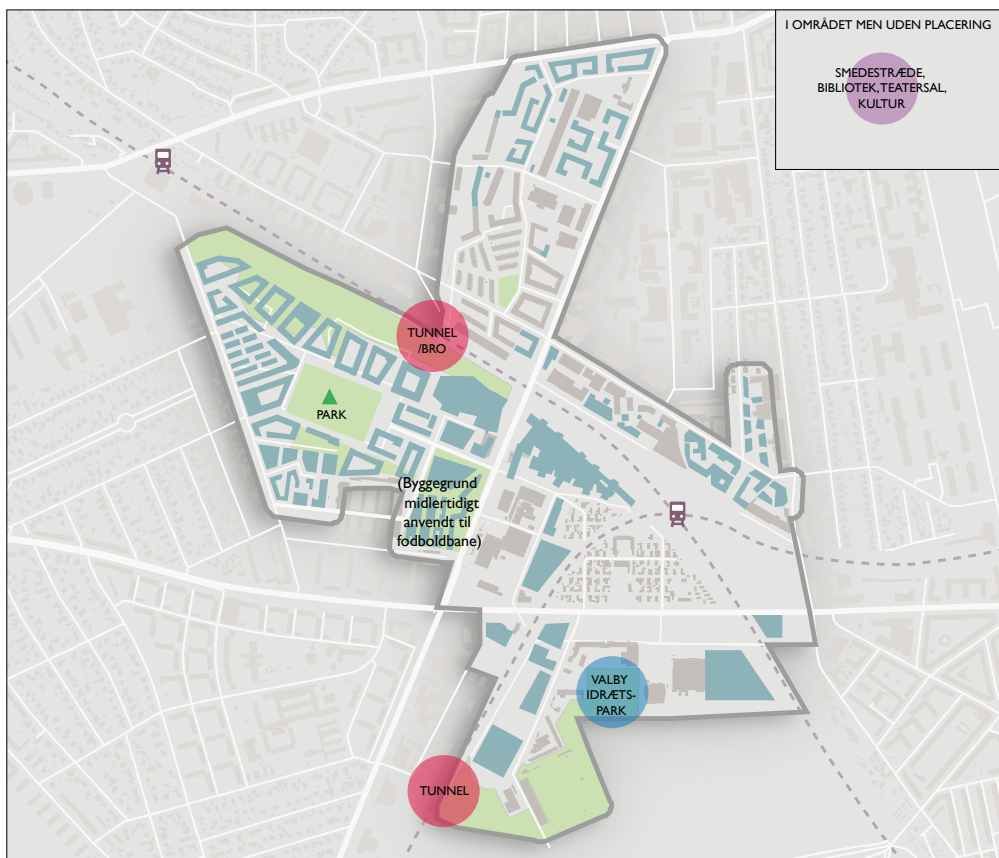 I OMRÅDET MEN UDEN PLACERING
SMEDESTRÆDE,
BIBLIOTEK, TEATERSAL,
KULTUR
TUNNEL
/BRO
PARK
(Byggegrund
midlertidigt
anvendt til
fodboldbane)
VALBY
IDRÆTS-
PARK
TUNNEL